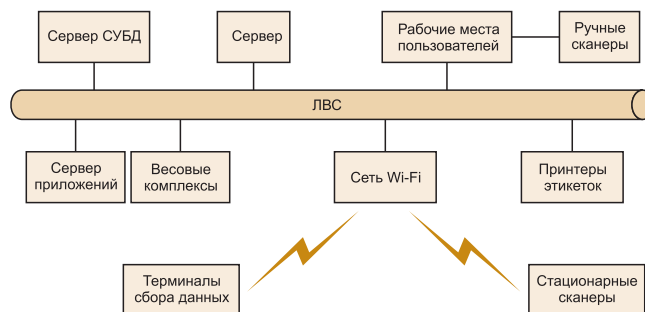 Сервер СУБД
Сервер
Рабочие места
пользователей
Ручные
сканеры
ЛВС
Сервер
приложений
Весовые
комплексы
Сеть Wi-Fi
Принтеры
этикеток
Терминалы
сбора данных
Стационарные
сканеры